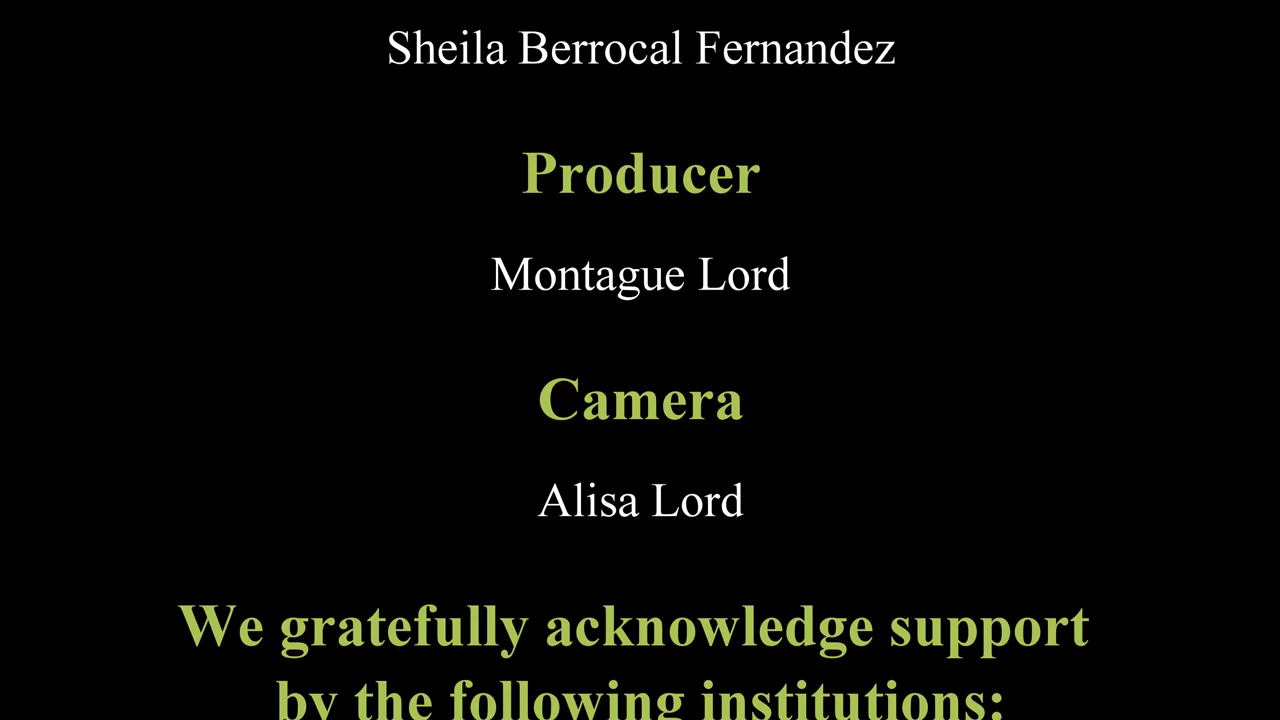 Sheila Berrocal Fernandez
Producer
Montague Lord
Camera
Alisa Lord
We gratefully acknowledge support
by the following institutions: